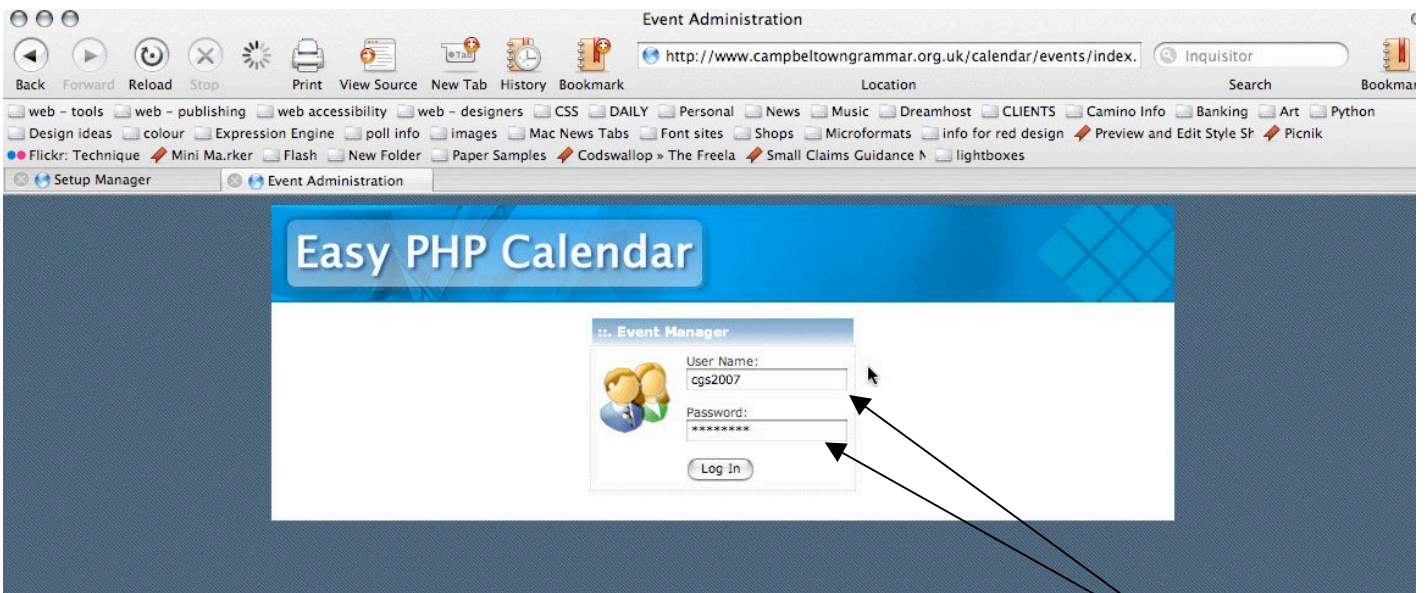 Event Administration
Back Forward Reload Stop Print View Source New Tab History Bookmark http://www.campbeltowngrammar.org.uk/calendar/events/index. Location Inquisitor Search Bookmar
web – tools web – publishing web accessibility web – designers CSS DAILY Personal News Music Dreamhost CLIENTS Camino Info Banking Art Python
Design ideas colour Expression Engine poll info images Mac News Tabs Font sites Shops Microformats info for red design Preview and Edit Style Sh Picnik
Flickr: Technique Mini Ma.rker Flash New Folder Paper Samples Codswallop » The Freela Small Claims Guidance N lightboxes
Setup Manager Event Administration
Easy PHP Calendar
::. Event Manager
User Name:
cgs2007
Password:
********
Log In